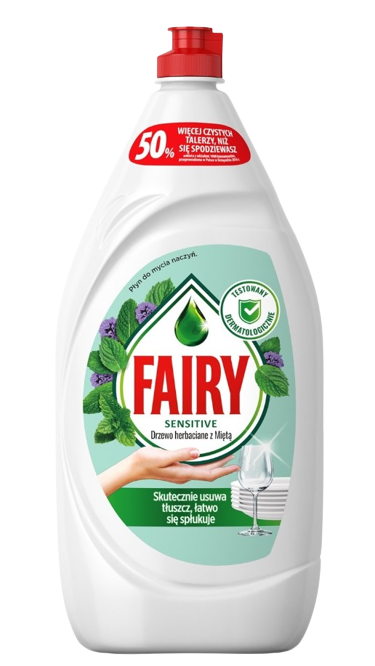 50%
WIĘCEJ CZYSTYCH
TALERZY, NIŻ
SIĘ SPODZIEWASZ
Płyn do mycia naczyń.
TESTOWANY
DERMATOLOGICZNIE
FAIRY
SENSITIVE
Drzewo herbaciane z Miętą
Skutecznie usuwa
tłuszcz, łatwo
się spłukuje